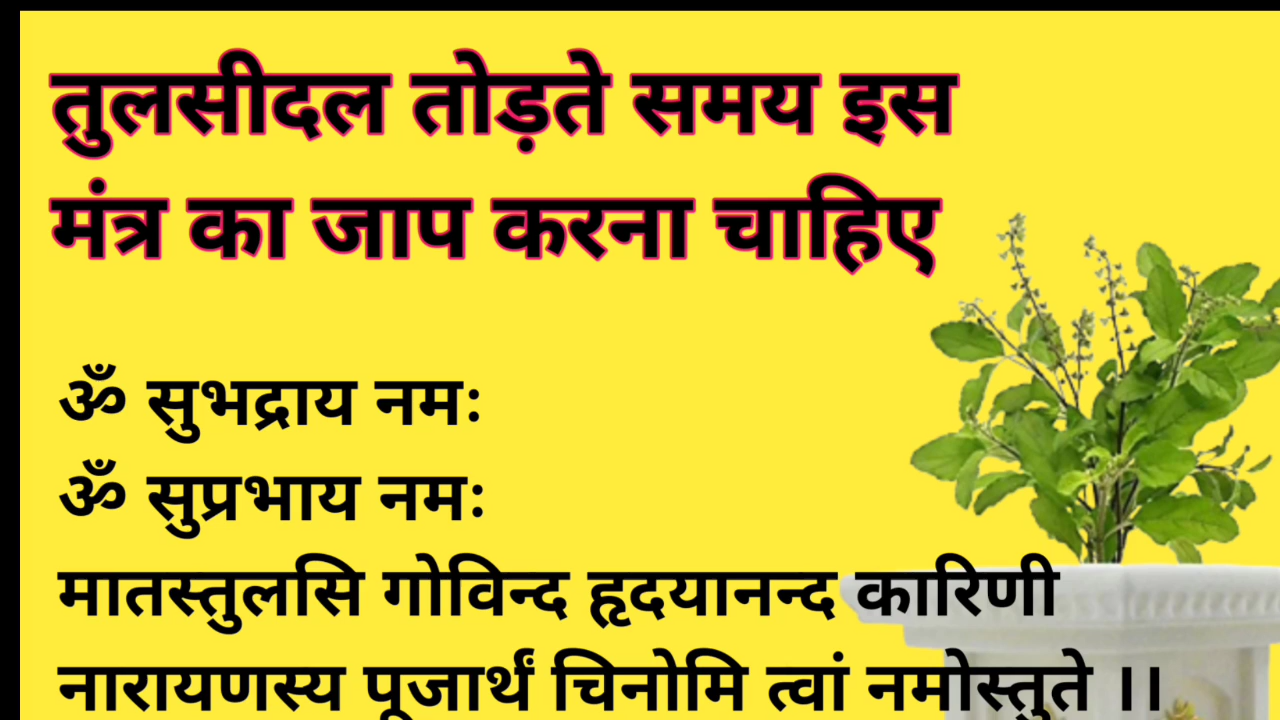 तुलसीदल तोड़ते समय इस
मंत्र का जाप करना चाहिए
ॐ सुभद्राय नमः
ॐ सुप्रभाय नमः
मातस्तुलसि गोविन्द हृदयानन्द कारिणी
नारायणस्य पूजार्थं चिनोमि त्वां नमोस्तुते ।।